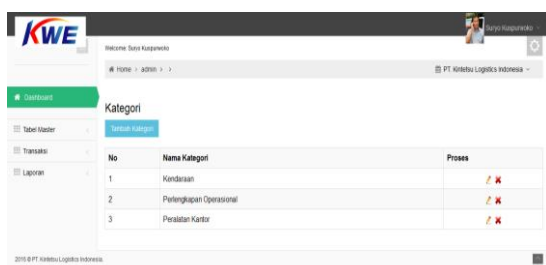 KWE
Suryo Kuspurwoko
Welcome Suryo Kuspurwoko
Home > admin > >
PT. Kintetsu Logistics Indonesia
Dashboard
Kategori
Tambah Kategori
Tabel Master
Transaksi
Laporan
No Nama Kategori Proses
1 Kendaraan
2 Perlengkapan Operasional
3 Peralatan Kantor
2016 © PT. Kintetsu Logistics Indonesia.